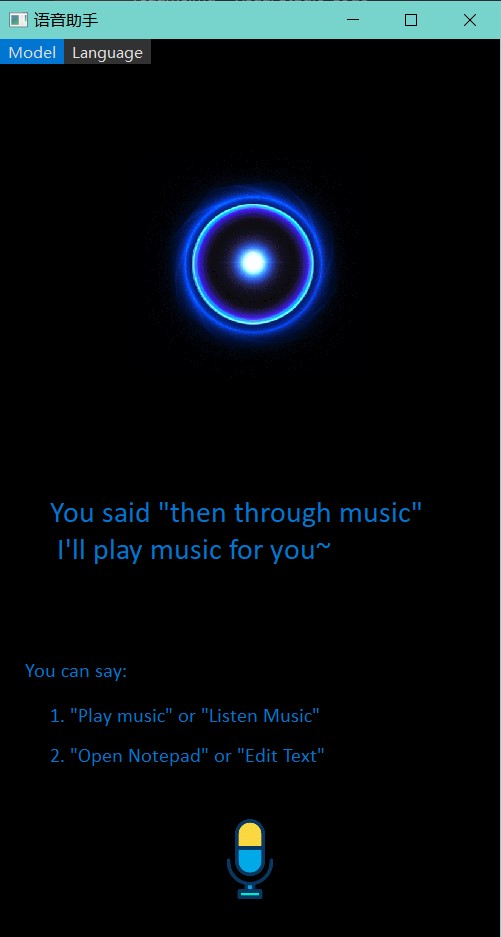 语音助手
Model Language
You said "then through music"
I'll play music for you~
You can say:
1. "Play music" or "Listen Music"
2. "Open Notepad" or "Edit Text"